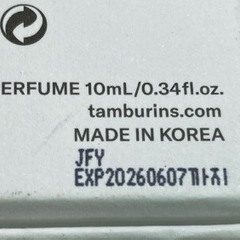 ERFUME 10mL/0.34fl.oz.
tamburins.com
MADE IN KOREA
JFY
EXP20260607까지